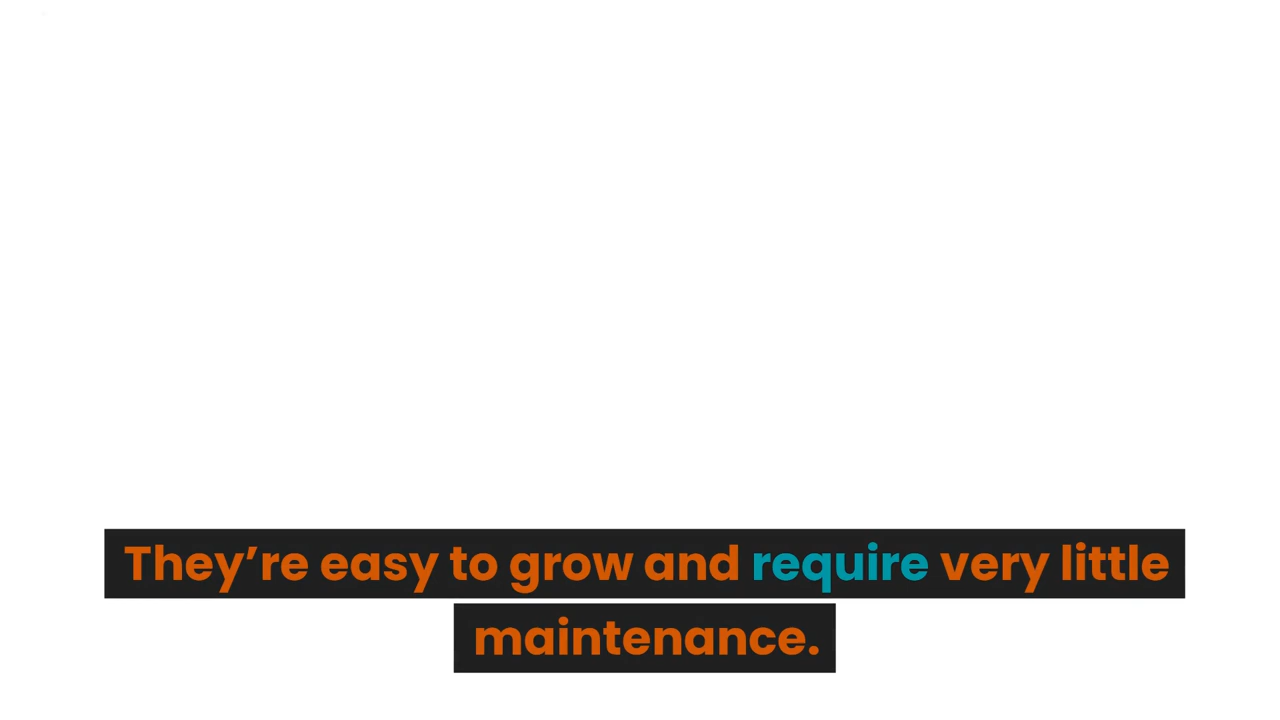 They’re easy to grow and require very little
maintenance.